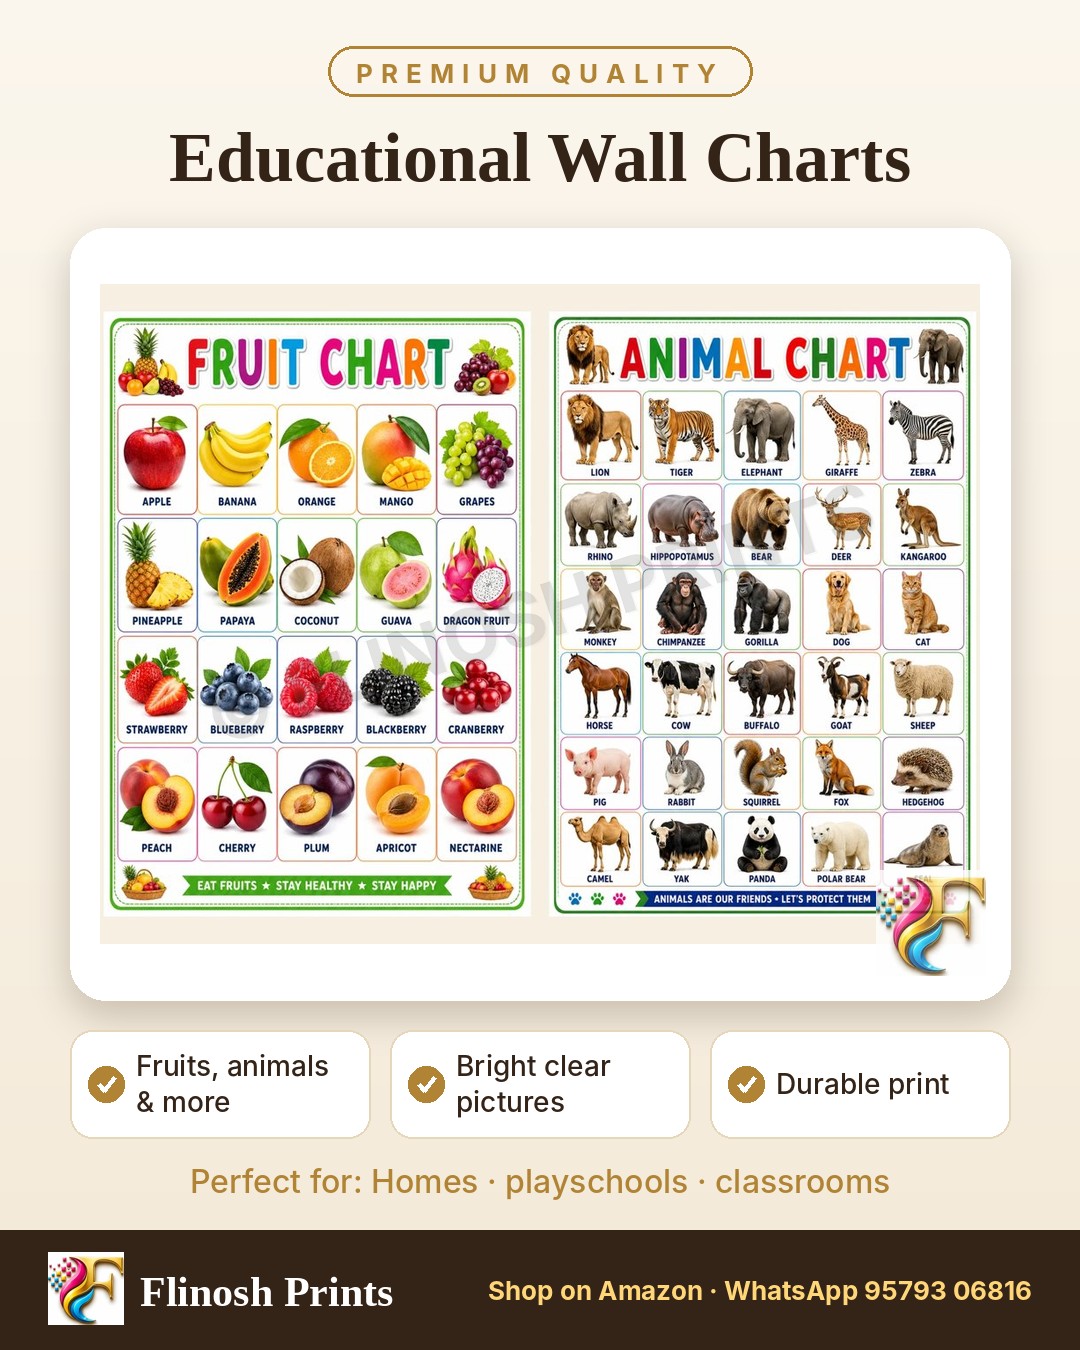 PREMIUM QUALITY
Educational Wall Charts
FRUIT CHART
APPLE BANANA ORANGE MANGO GRAPES
PINEAPPLE PAPAYA COCONUT GUAVA DRAGON FRUIT
STRAWBERRY BLUEBERRY RASPBERRY BLACKBERRY CRANBERRY
PEACH CHERRY PLUM APRICOT NECTARINE
EAT FRUITS ★ STAY HEALTHY ★ STAY HAPPY
ANIMAL CHART
LION TIGER ELEPHANT GIRAFFE ZEBRA
RHINO HIPPOPOTAMUS BEAR DEER KANGAROO
MONKEY CHIMPANZEE GORILLA DOG CAT
HORSE COW BUFFALO GOAT SHEEP
PIG RABBIT SQUIRREL FOX HEDGEHOG
CAMEL YAK PANDA POLAR BEAR SEAL
ANIMALS ARE OUR FRIENDS • LET'S PROTECT THEM
© FLINOSH PRINTS
Fruits, animals
& more
Bright clear
pictures
Durable print
Perfect for: Homes · playschools · classrooms
Flinosh Prints
Shop on Amazon · WhatsApp 95793 06816